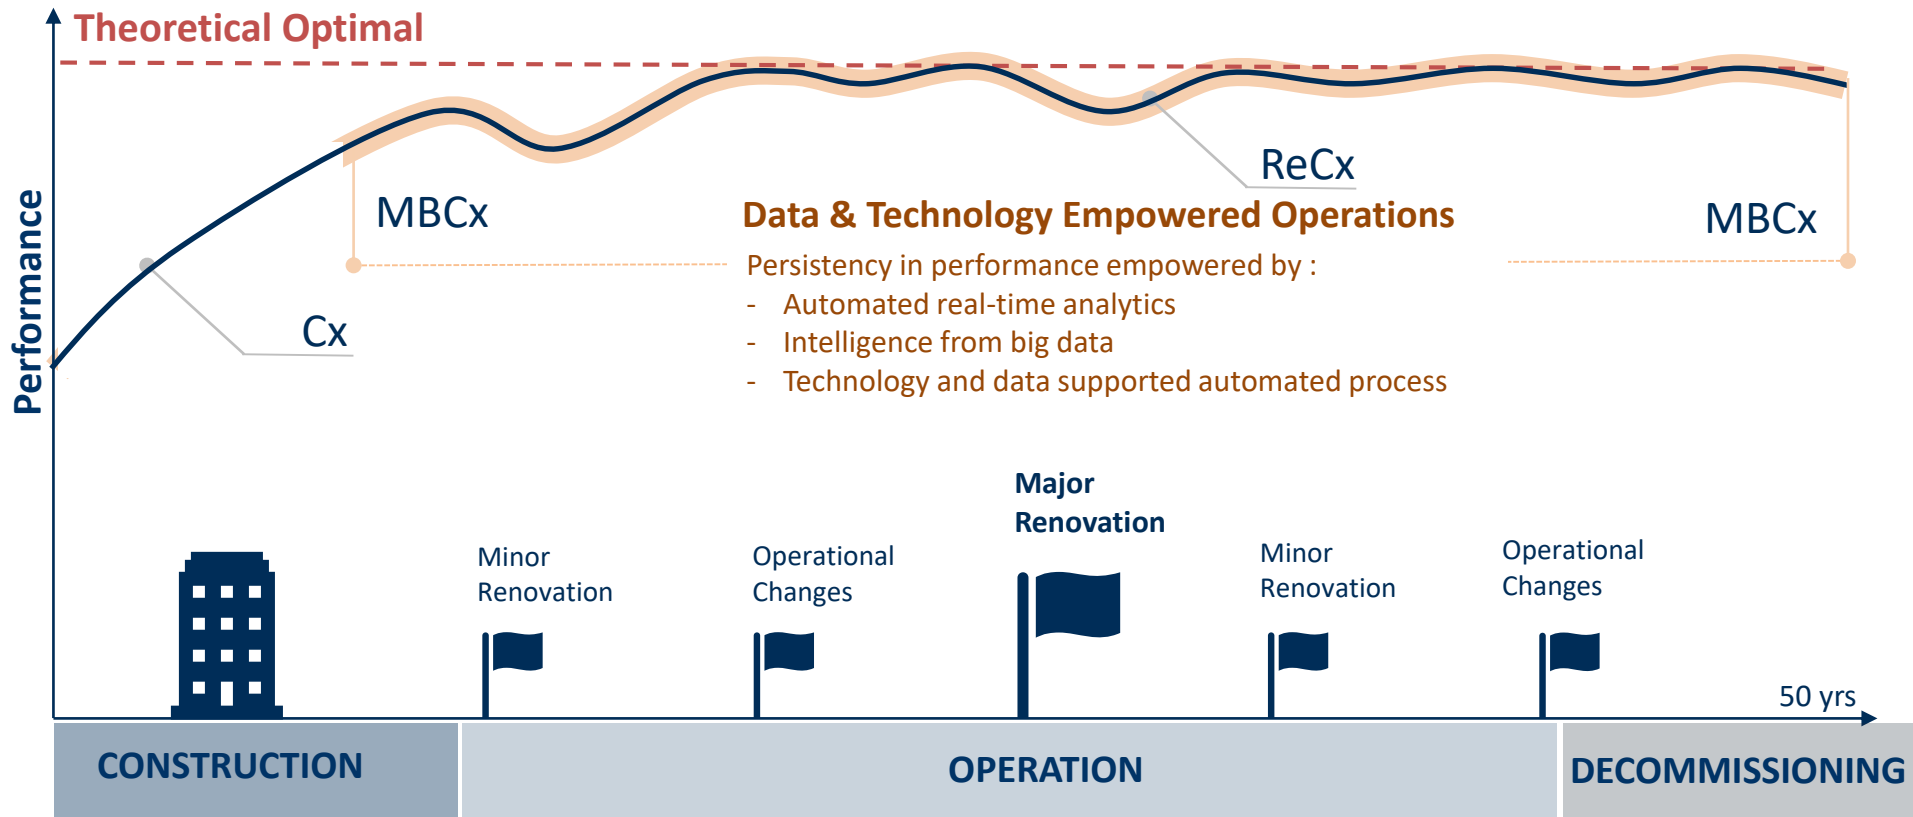 Theoretical Optimal
Performance
MBCx
Cx
ReCx
MBCx
Data & Technology Empowered Operations
Persistency in performance empowered by :
- Automated real-time analytics
- Intelligence from big data
- Technology and data supported automated process
Minor
Renovation
Operational
Changes
Major
Renovation
Minor
Renovation
Operational
Changes
50 yrs
CONSTRUCTION
OPERATION
DECOMMISSIONING